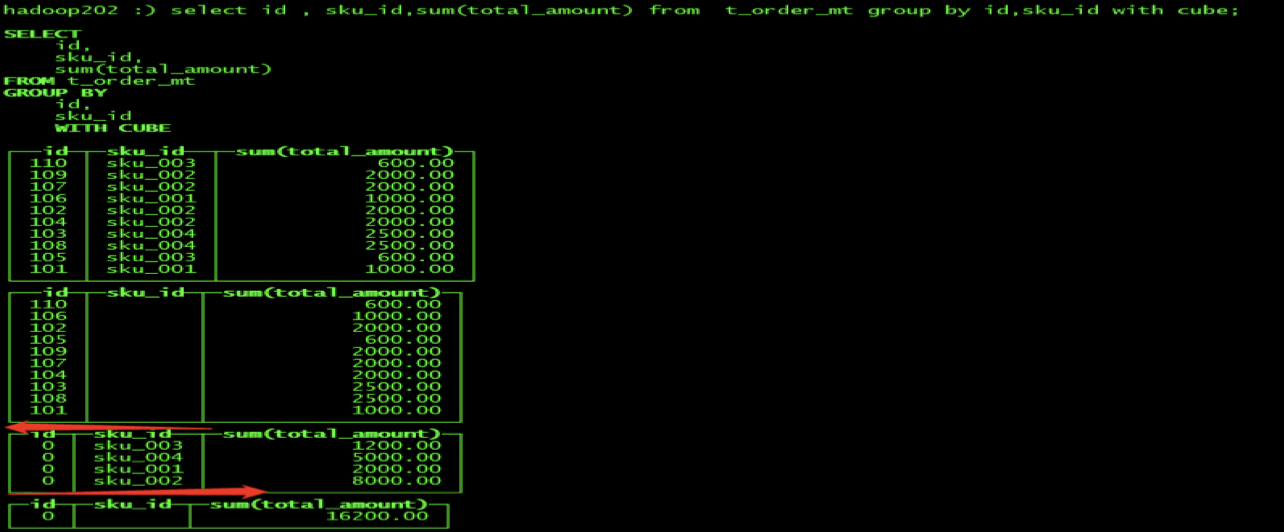 hadoop202 :) select id , sku_id,sum(total_amount) from  t_order_mt group by id,sku_id with cube;
SELECT
id,
sku_id,
sum(total_amount)
FROM t_order_mt
GROUP BY
id,
sku_id
WITH CUBE
id sku_id sum(total_amount)
110 sku_003 600.00
109 sku_002 2000.00
107 sku_002 2000.00
106 sku_001 1000.00
102 sku_002 2000.00
104 sku_002 2000.00
103 sku_004 2500.00
108 sku_004 2500.00
105 sku_003 600.00
101 sku_001 1000.00
id sku_id sum(total_amount)
110 600.00
106 1000.00
102 2000.00
105 600.00
109 2000.00
107 2000.00
104 2000.00
103 2500.00
108 2500.00
101 1000.00
id sku_id sum(total_amount)
0 sku_003 1200.00
0 sku_004 5000.00
0 sku_001 2000.00
0 sku_002 8000.00
id sku_id sum(total_amount)
0 16200.00